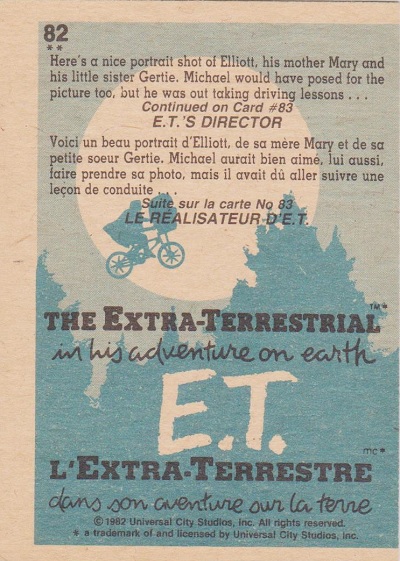 82
**
Here's a nice portrait shot of Elliott, his mother Mary and
his little sister Gertie. Michael would have posed for the
picture too, but he was out taking driving lessons . . .
Continued on Card #83
E.T.'S DIRECTOR
Voici un beau portrait d'Elliott, de sa mère Mary et de sa
petite soeur Gertie. Michael aurait bien aimé, lui aussi,
faire prendre sa photo, mais il avait dû aller suivre une
leçon de conduite . . .
Suite sur la carte No 83
LE RÉALISATEUR D'E.T.
THE EXTRA-TERRESTRIAL™*
in his adventure on earth
E.T.
L'EXTRA-TERRESTRE mc*
dans son aventure sur la terre
© 1982 Universal City Studios, Inc. All rights reserved.
* a trademark of and licensed by Universal City Studios, Inc.